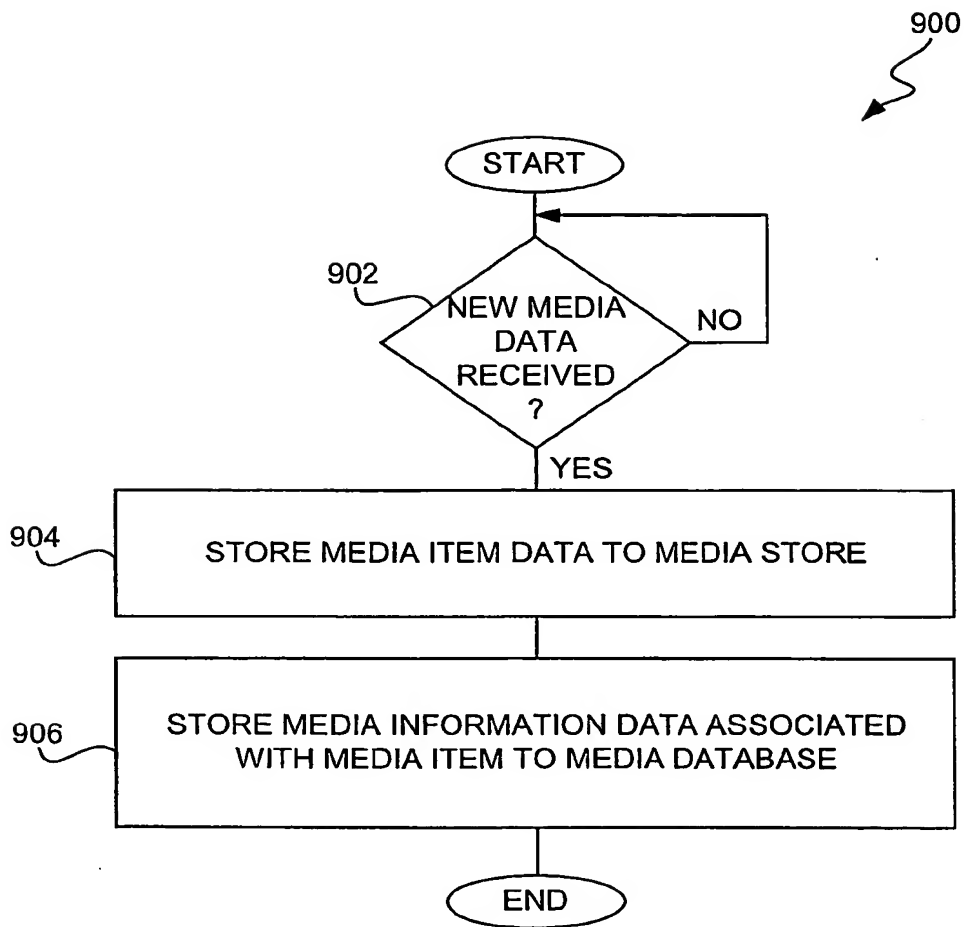 900
START
902
NEW MEDIA
DATA
RECEIVED
?
NO
YES
904
STORE MEDIA ITEM DATA TO MEDIA STORE
906
STORE MEDIA INFORMATION DATA ASSOCIATED
WITH MEDIA ITEM TO MEDIA DATABASE
END